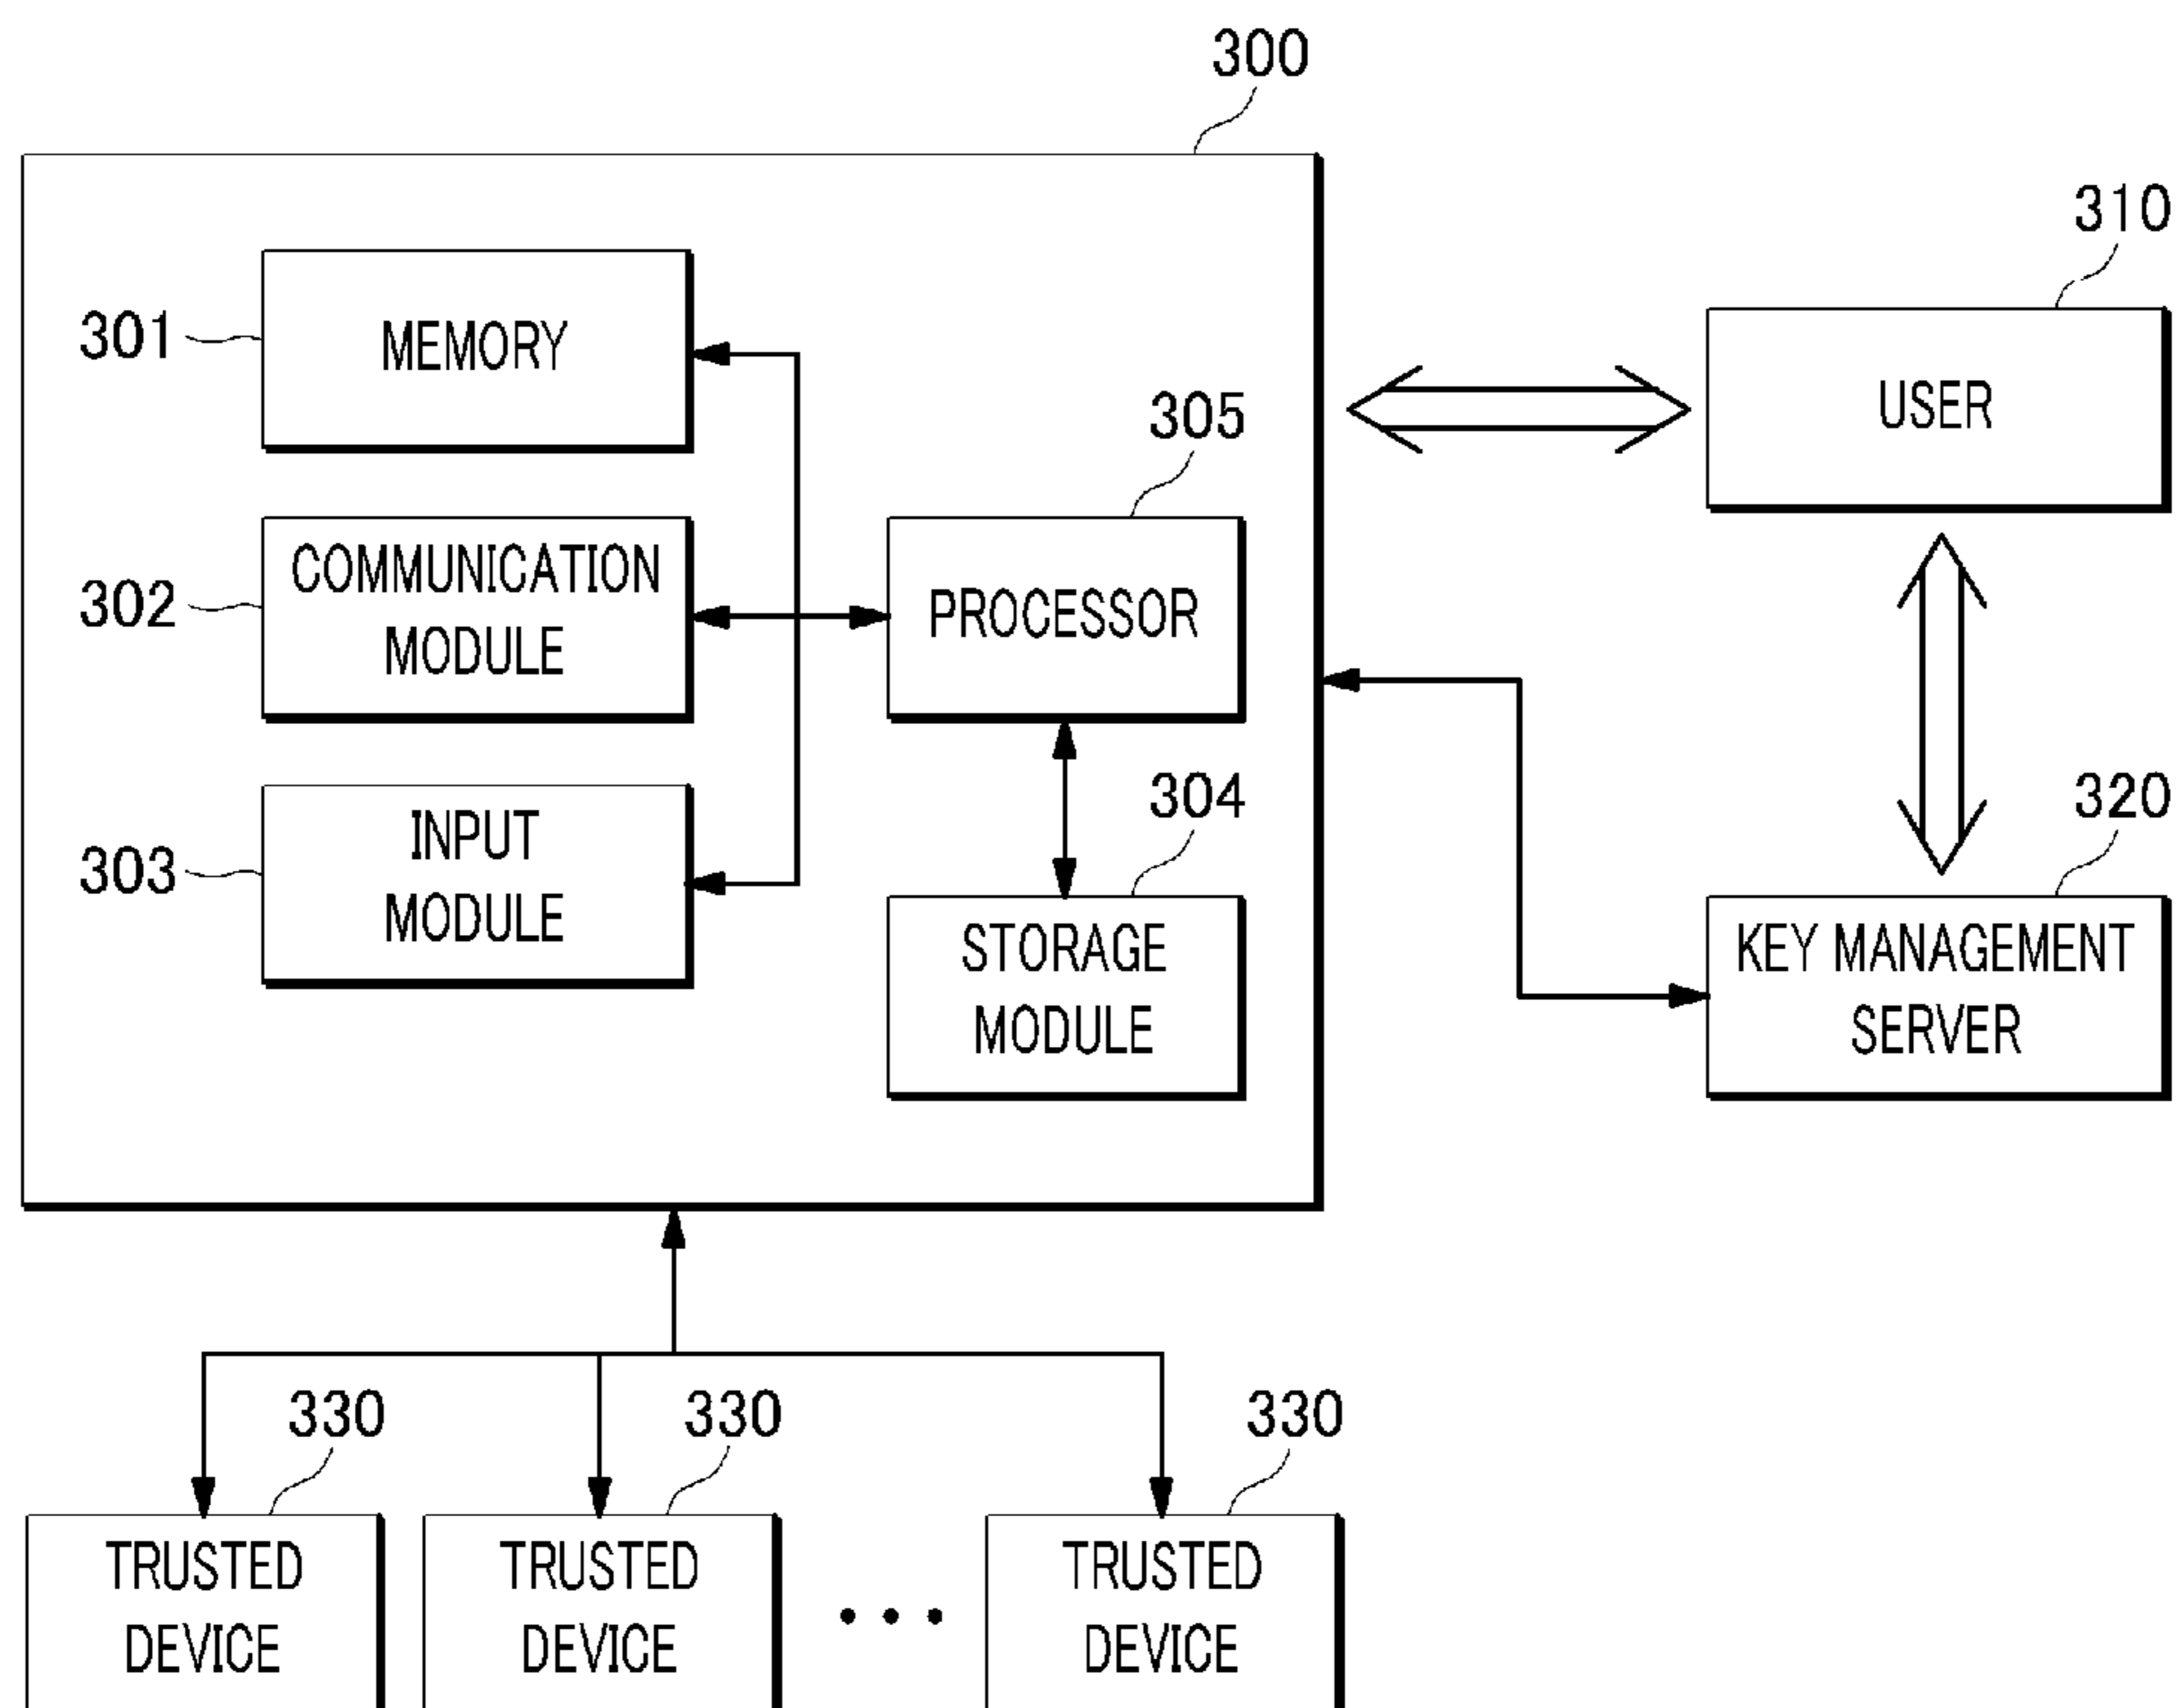 300
310
301
MEMORY
305
USER
302
COMMUNICATION
MODULE
PROCESSOR
303
INPUT
MODULE
304
STORAGE
MODULE
320
KEY MANAGEMENT
SERVER
330
330
330
TRUSTED
DEVICE
TRUSTED
DEVICE
• • •
TRUSTED
DEVICE